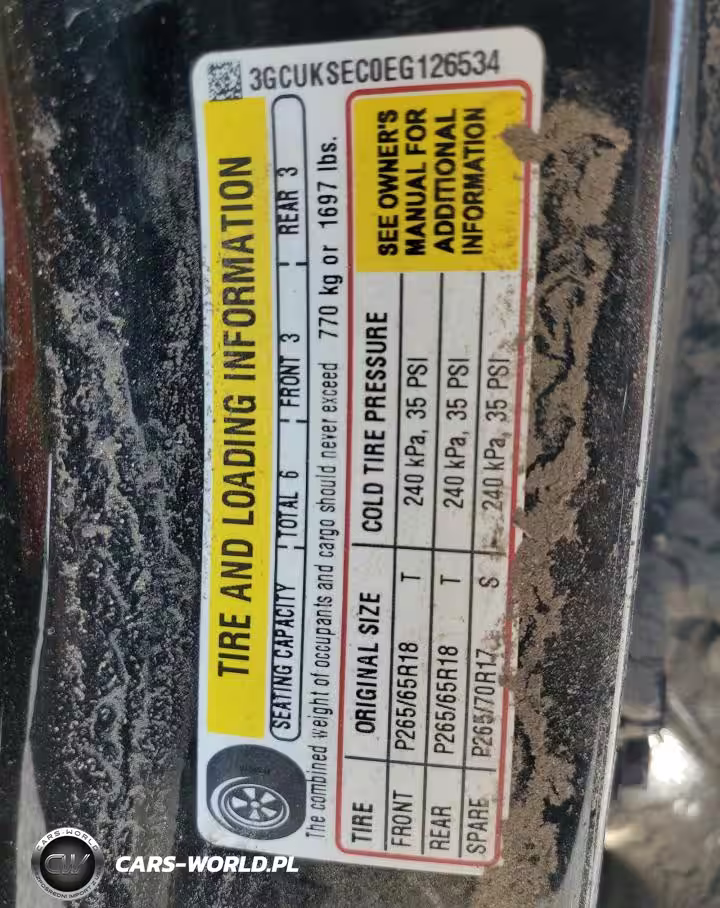 3GCUKSEC0EG126534
TIRE AND LOADING INFORMATION
SEATING CAPACITY TOTAL 6 FRONT 3 REAR 3
The combined weight of occupants and cargo should never exceed 770 kg or 1697 lbs.
TIRE ORIGINAL SIZE COLD TIRE PRESSURE
FRONT P265/65R18 T 240 kPa, 35 PSI
REAR P265/65R18 T 240 kPa, 35 PSI
SPARE P265/70R17 S 240 kPa, 35 PSI
SEE OWNER'S
MANUAL FOR
ADDITIONAL
INFORMATION
CARS-WORLD
CW
CARS-WORLD.PL